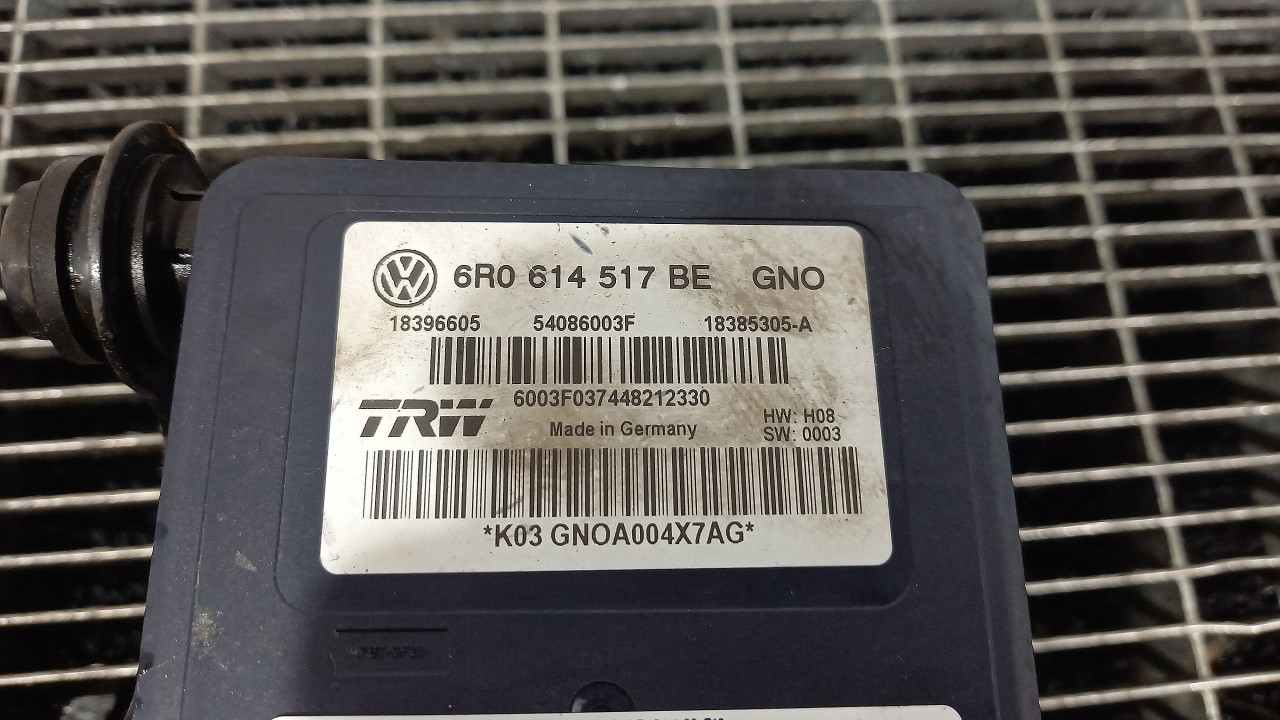 6R0 614 517 BE GNO
18396605 54086003F 18385305-A
6003F037448212330
TRW
Made in Germany
HW: H08
SW: 0003
*K03 GNOA004X7AG*